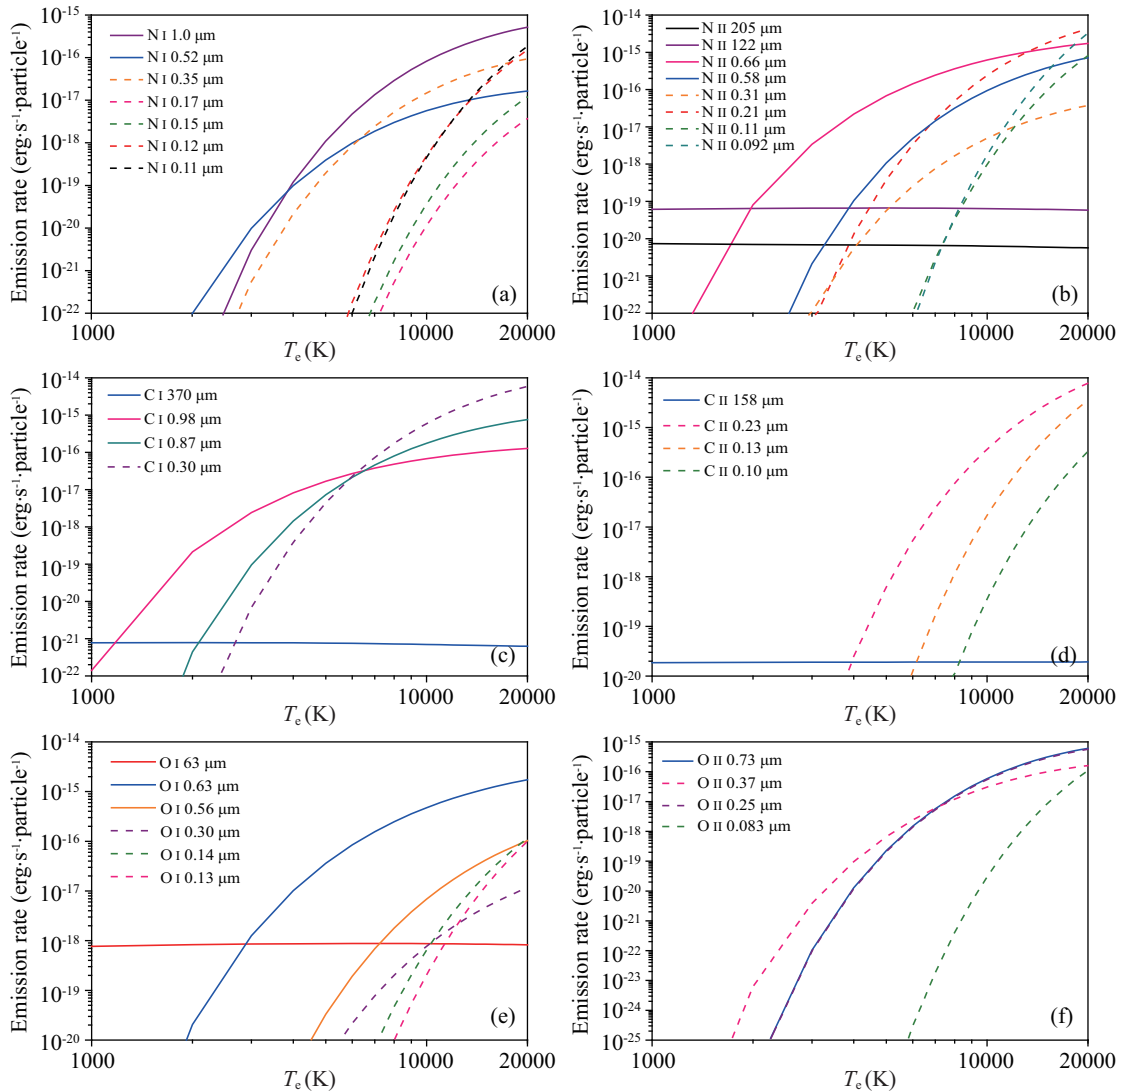 Emission rate (erg·s⁻¹·particle⁻¹)
10⁻¹⁵
10⁻¹⁶
10⁻¹⁷
10⁻¹⁸
10⁻¹⁹
10⁻²⁰
10⁻²¹
10⁻²²
N I 1.0 μm
N I 0.52 μm
N I 0.35 μm
N I 0.17 μm
N I 0.15 μm
N I 0.12 μm
N I 0.11 μm
(a)
1000
10000
20000
Tₑ (K)
Emission rate (erg·s⁻¹·particle⁻¹)
10⁻¹⁴
10⁻¹⁵
10⁻¹⁶
10⁻¹⁷
10⁻¹⁸
10⁻¹⁹
10⁻²⁰
10⁻²¹
10⁻²²
N II 205 μm
N II 122 μm
N II 0.66 μm
N II 0.58 μm
N II 0.31 μm
N II 0.21 μm
N II 0.11 μm
N II 0.092 μm
(b)
1000
10000
20000
Tₑ (K)
Emission rate (erg·s⁻¹·particle⁻¹)
10⁻¹⁴
10⁻¹⁵
10⁻¹⁶
10⁻¹⁷
10⁻¹⁸
10⁻¹⁹
10⁻²⁰
10⁻²¹
10⁻²²
C I 370 μm
C I 0.98 μm
C I 0.87 μm
C I 0.30 μm
(c)
1000
10000
20000
Tₑ (K)
Emission rate (erg·s⁻¹·particle⁻¹)
10⁻¹⁴
10⁻¹⁵
10⁻¹⁶
10⁻¹⁷
10⁻¹⁸
10⁻¹⁹
10⁻²⁰
C II 158 μm
C II 0.23 μm
C II 0.13 μm
C II 0.10 μm
(d)
1000
10000
20000
Tₑ (K)
Emission rate (erg·s⁻¹·particle⁻¹)
10⁻¹⁴
10⁻¹⁵
10⁻¹⁶
10⁻¹⁷
10⁻¹⁸
10⁻¹⁹
10⁻²⁰
O I 63 μm
O I 0.63 μm
O I 0.56 μm
O I 0.30 μm
O I 0.14 μm
O I 0.13 μm
(e)
1000
10000
20000
Tₑ (K)
Emission rate (erg·s⁻¹·particle⁻¹)
10⁻¹⁵
10⁻¹⁶
10⁻¹⁷
10⁻¹⁸
10⁻¹⁹
10⁻²⁰
10⁻²¹
10⁻²²
10⁻²³
10⁻²⁴
10⁻²⁵
O II 0.73 μm
O II 0.37 μm
O II 0.25 μm
O II 0.083 μm
(f)
1000
10000
20000
Tₑ (K)